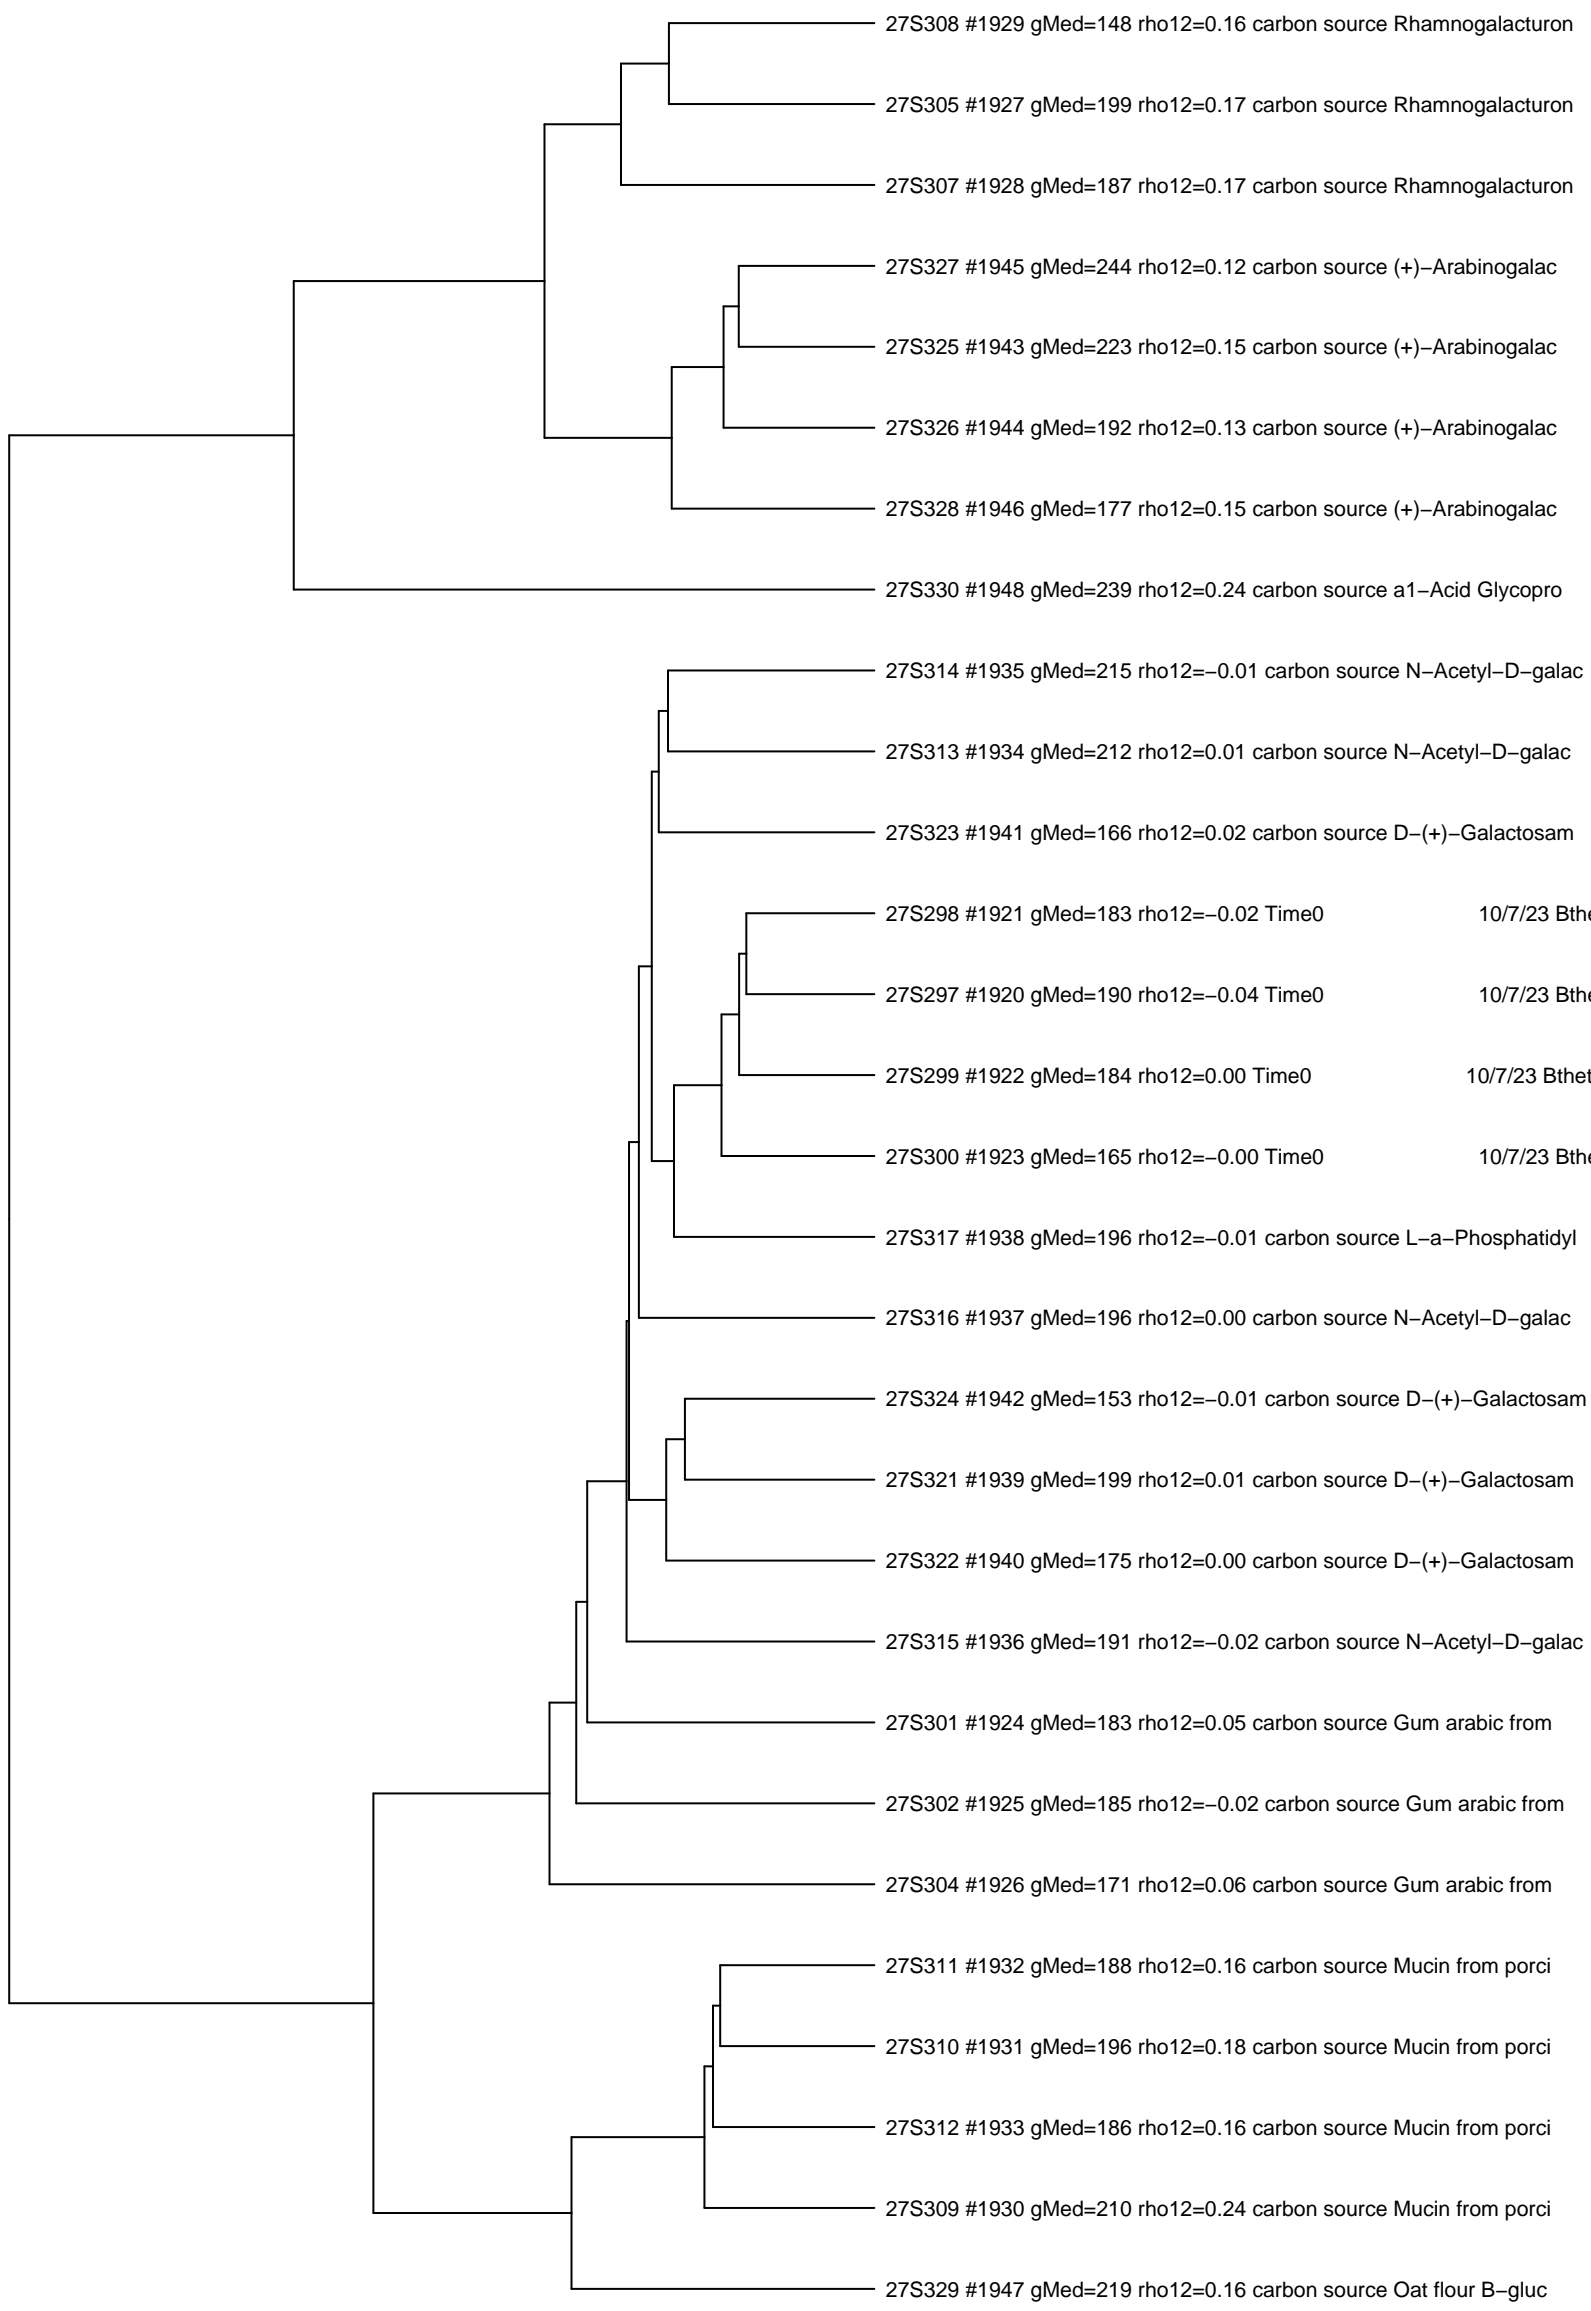 27S308 #1929 gMed=148 rho12=0.16 carbon source Rhamnogalacturon
27S305 #1927 gMed=199 rho12=0.17 carbon source Rhamnogalacturon
27S307 #1928 gMed=187 rho12=0.17 carbon source Rhamnogalacturon
27S327 #1945 gMed=244 rho12=0.12 carbon source (+)−Arabinogalac
27S325 #1943 gMed=223 rho12=0.15 carbon source (+)−Arabinogalac
27S326 #1944 gMed=192 rho12=0.13 carbon source (+)−Arabinogalac
27S328 #1946 gMed=177 rho12=0.15 carbon source (+)−Arabinogalac
27S330 #1948 gMed=239 rho12=0.24 carbon source a1−Acid Glycopro
27S314 #1935 gMed=215 rho12=−0.01 carbon source N−Acetyl−D−galac
27S313 #1934 gMed=212 rho12=0.01 carbon source N−Acetyl−D−galac
27S323 #1941 gMed=166 rho12=0.02 carbon source D−(+)−Galactosam
27S298 #1921 gMed=183 rho12=−0.02 Time0 10/7/23 Bthe
27S297 #1920 gMed=190 rho12=−0.04 Time0 10/7/23 Bthe
27S299 #1922 gMed=184 rho12=0.00 Time0 10/7/23 Bthet
27S300 #1923 gMed=165 rho12=−0.00 Time0 10/7/23 Bthe
27S317 #1938 gMed=196 rho12=−0.01 carbon source L−a−Phosphatidyl
27S316 #1937 gMed=196 rho12=0.00 carbon source N−Acetyl−D−galac
27S324 #1942 gMed=153 rho12=−0.01 carbon source D−(+)−Galactosam
27S321 #1939 gMed=199 rho12=0.01 carbon source D−(+)−Galactosam
27S322 #1940 gMed=175 rho12=0.00 carbon source D−(+)−Galactosam
27S315 #1936 gMed=191 rho12=−0.02 carbon source N−Acetyl−D−galac
27S301 #1924 gMed=183 rho12=0.05 carbon source Gum arabic from
27S302 #1925 gMed=185 rho12=−0.02 carbon source Gum arabic from
27S304 #1926 gMed=171 rho12=0.06 carbon source Gum arabic from
27S311 #1932 gMed=188 rho12=0.16 carbon source Mucin from porci
27S310 #1931 gMed=196 rho12=0.18 carbon source Mucin from porci
27S312 #1933 gMed=186 rho12=0.16 carbon source Mucin from porci
27S309 #1930 gMed=210 rho12=0.24 carbon source Mucin from porci
27S329 #1947 gMed=219 rho12=0.16 carbon source Oat flour B−gluc